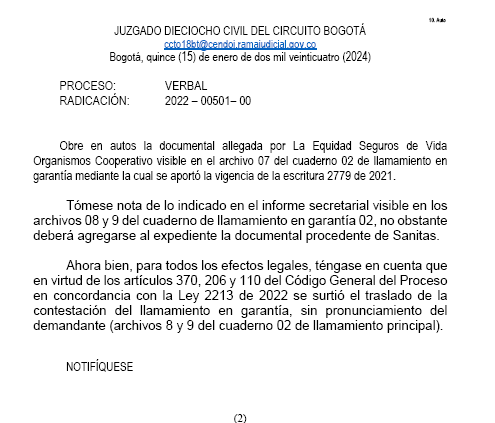 10. Auto
JUZGADO DIECIOCHO CIVIL DEL CIRCUITO BOGOTÁ
ccto18bt@cendoj.ramajudicial.gov.co
Bogotá, quince (15) de enero de dos mil veinticuatro (2024)
PROCESO: VERBAL
RADICACIÓN: 2022 – 00501– 00
Obre en autos la documental allegada por La Equidad Seguros de Vida
Organismos Cooperativo visible en el archivo 07 del cuaderno 02 de llamamiento en
garantía mediante la cual se aportó la vigencia de la escritura 2779 de 2021.
Tómese nota de lo indicado en el informe secretarial visible en los
archivos 08 y 9 del cuaderno de llamamiento en garantía 02, no obstante
deberá agregarse al expediente la documental procedente de Sanitas.
Ahora bien, para todos los efectos legales, téngase en cuenta que
en virtud de los artículos 370, 206 y 110 del Código General del Proceso
en concordancia con la Ley 2213 de 2022 se surtió el traslado de la
contestación del llamamiento en garantía, sin pronunciamiento del
demandante (archivos 8 y 9 del cuaderno 02 de llamamiento principal).
NOTIFÍQUESE
(2)